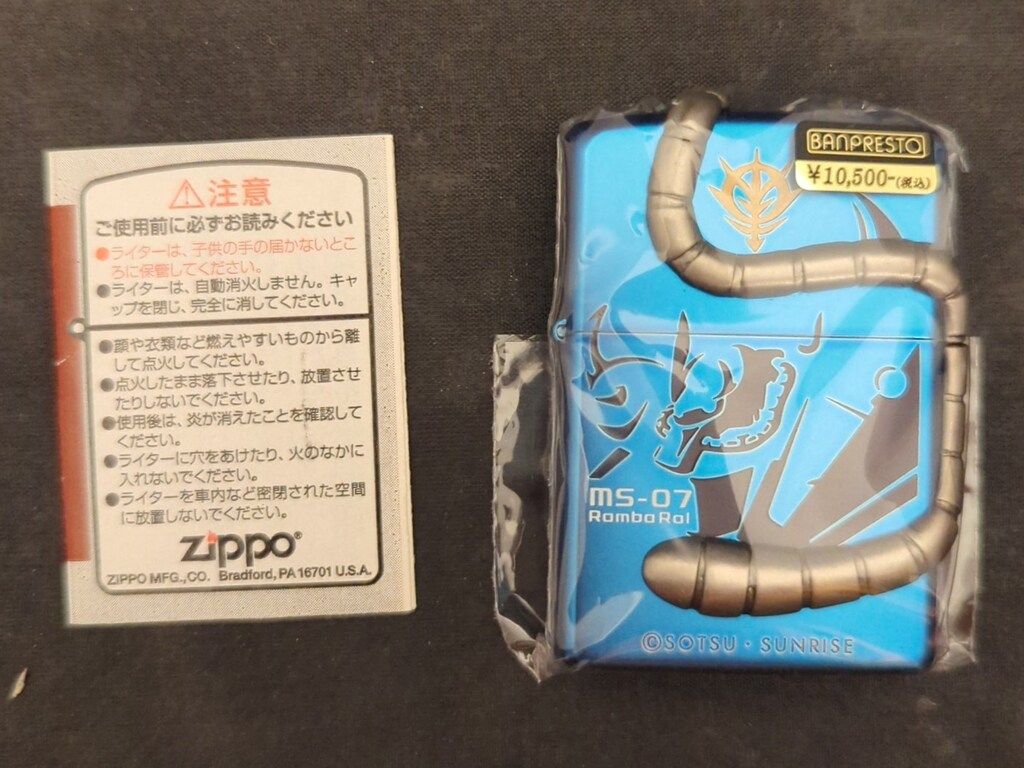 ⚠注意
ご使用前に必ずお読みください
●ライターは、子供の手の届かないとこ
ろに保管してください。
●ライターは、自動消火しません。キャ
ップを閉じ、完全に消してください。
●顔や衣類など燃えやすいものから離
して点火してください。
●点火したまま落下させたり、放置させ
たりしないでください。
●使用後は、炎が消えたことを確認して
ください。
●ライターに穴をあけたり、火のなかに
入れないでください。
●ライターを車内など密閉された空間
に放置しないでください。
zippo®
ZIPPO MFG.,CO. Bradford, PA 16701 U.S.A.
BANPRESTO
¥10,500-(税込)
MS-07
Ramba Ral
©SOTSU・SUNRISE